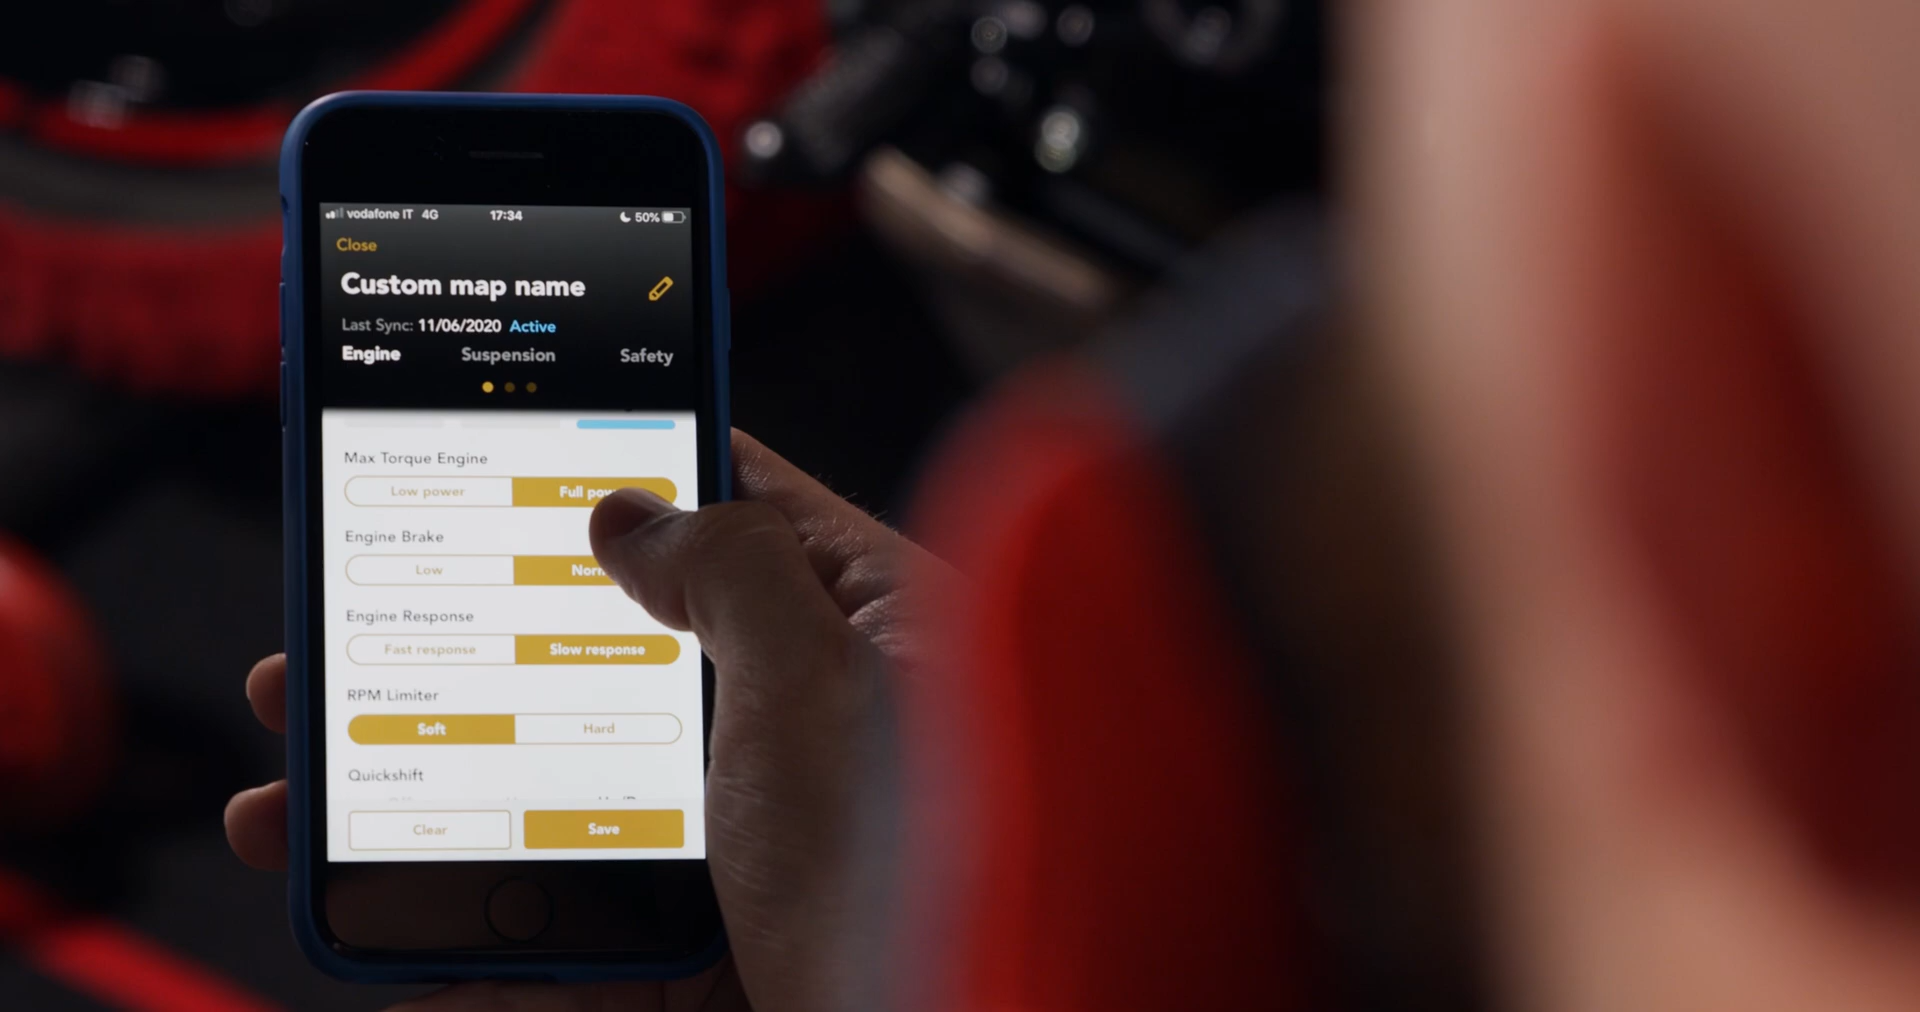 vodafone IT 4G 17:34 50%
Close
Custom map name
Last Sync: 11/06/2020 Active
Engine Suspension Safety
Max Torque Engine
Low power Full
Engine Brake
Low
Engine Response
Fast response Slow response
RPM Limiter
Soft Hard
Quickshift
Clear Save